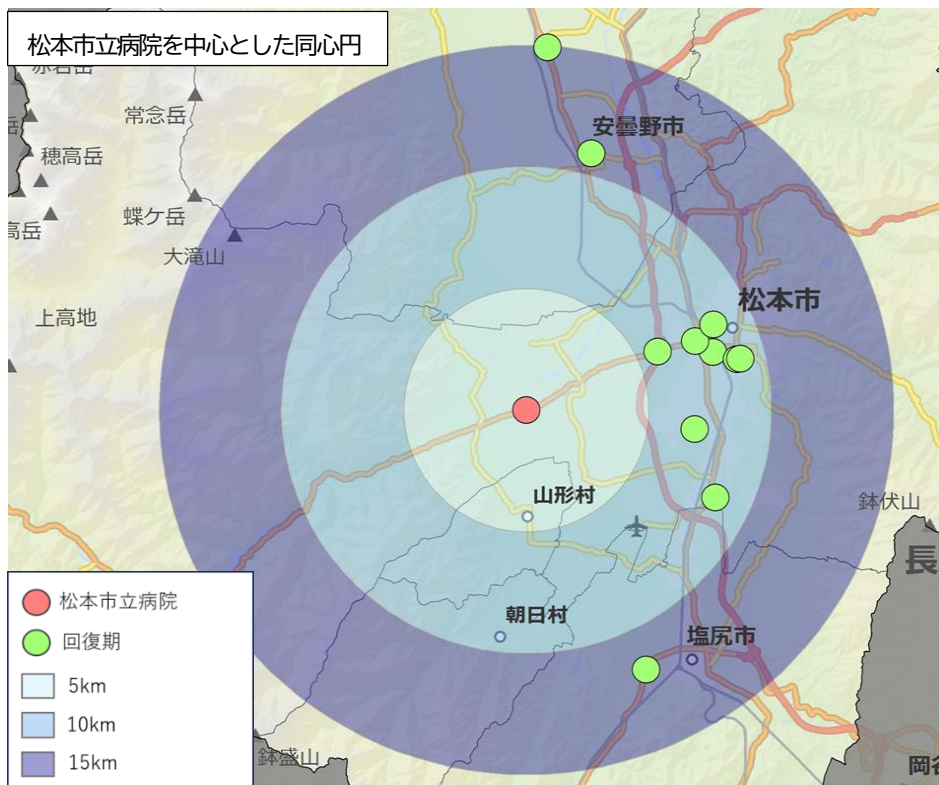 松本市立病院を中心とした同心円
常念岳
穂高岳
安曇野市
蝶ケ岳
高岳
大滝山
松本市
上高地
山形村
鉢伏山
長
朝日村
塩尻市
鉢盛山
岡谷
松本市立病院
回復期
5km
10km
15km